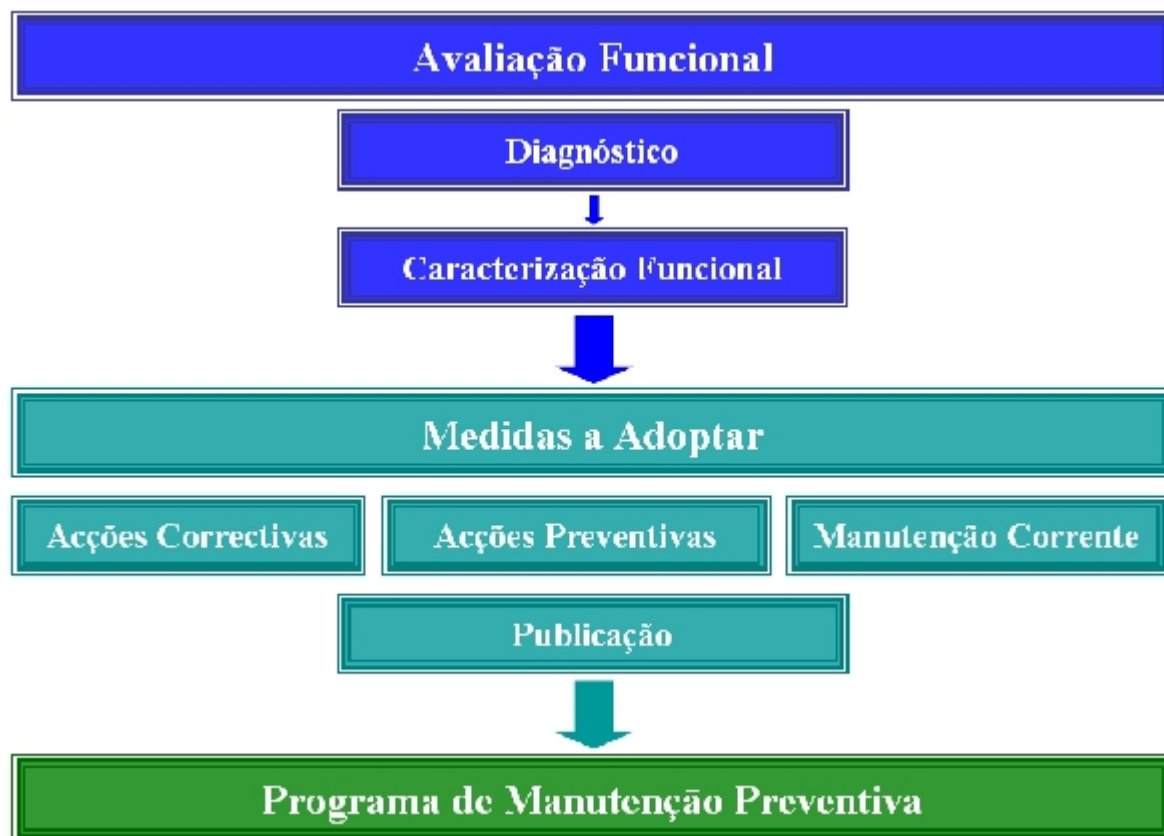 Avaliação Funcional
Diagnóstico
Caracterização Funcional
Medidas a Adoptar
Acções Correctivas
Acções Preventivas
Manutenção Corrente
Publicação
Programa de Manutenção Preventiva